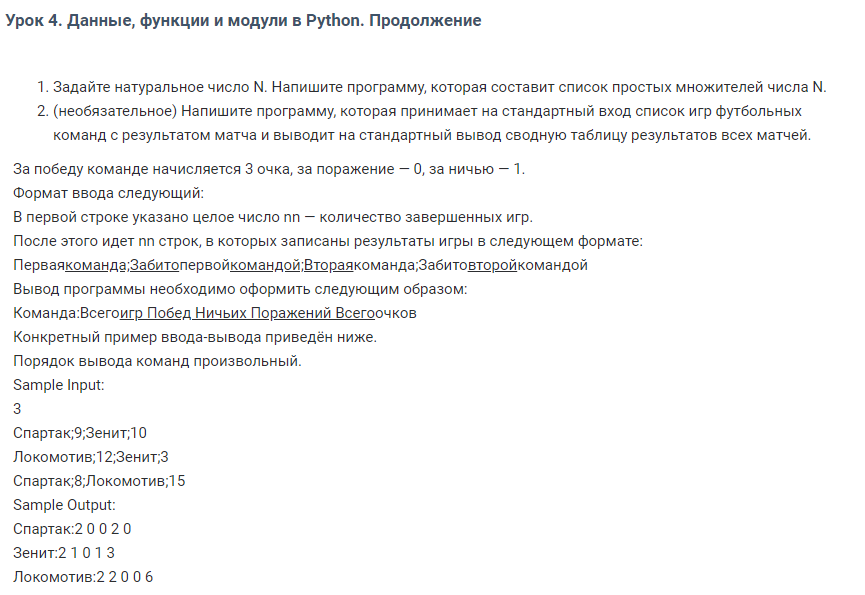 Урок 4. Данные, функции и модули в Python. Продолжение
1. Задайте натуральное число N. Напишите программу, которая составит список простых множителей числа N.
2. (необязательное) Напишите программу, которая принимает на стандартный вход список игр футбольных
команд с результатом матча и выводит на стандартный вывод сводную таблицу результатов всех матчей.
За победу команде начисляется 3 очка, за поражение — 0, за ничью — 1.
Формат ввода следующий:
В первой строке указано целое число nn — количество завершенных игр.
После этого идет nn строк, в которых записаны результаты игры в следующем формате:
Перваякоманда;Забитопервойкомандой;Втораякоманда;Забитовторойкомандой
Вывод программы необходимо оформить следующим образом:
Команда:Всегоигр Побед Ничьих Поражений Всегоочков
Конкретный пример ввода-вывода приведён ниже.
Порядок вывода команд произвольный.
Sample Input:
3
Спартак;9;Зенит;10
Локомотив;12;Зенит;3
Спартак;8;Локомотив;15
Sample Output:
Спартак:2 0 0 2 0
Зенит:2 1 0 1 3
Локомотив:2 2 0 0 6